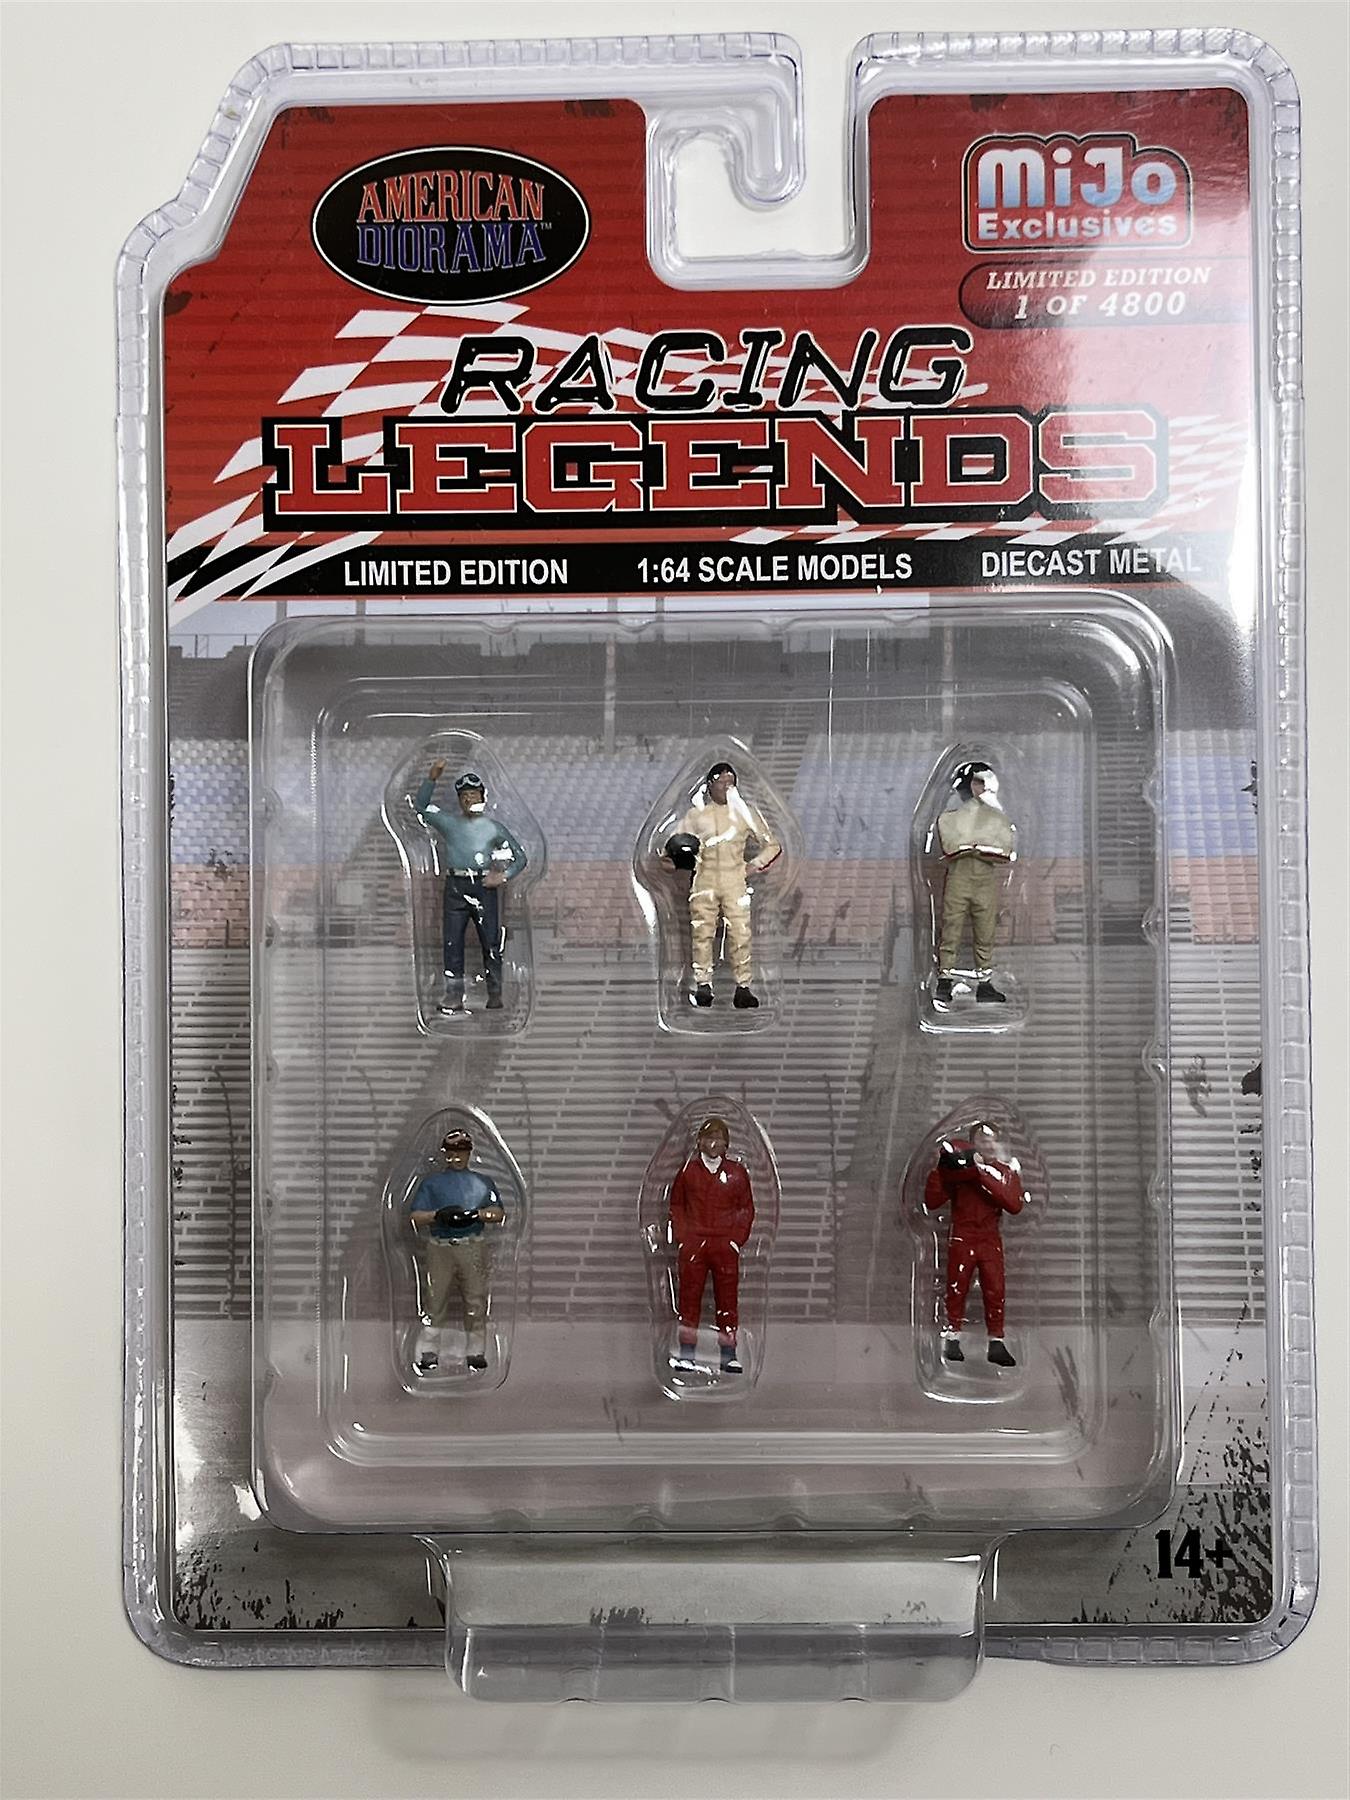 AMERICAN
DIORAMA™
MiJo
Exclusives
LIMITED EDITION
1 OF 4800
RACING
LEGENDS
LIMITED EDITION 1:64 SCALE MODELS DIECAST METAL
14+